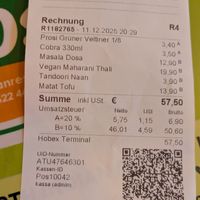 Rechnung
R1182765 - 11.12.2025 20:29 R4
Prosi Grüner Veltliner 1/8 3,40 A
Cobra 330ml 3,50 A
Masala Dosa 12,90 B
Vegan Maharani Thali 19,90 B
Tandoori Naan 3,90 B
Matat Tofu 13,90 B
Summe inkl USt. € 57,50
Umsatzsteuer Netto USt Brutto
A=20 % 5,75 1,15 6,90
B=10 % 46,01 4,59 50,60
Hobex Terminal 57,50
UID-Nummer
ATU47646301
Kassen-ID
Pos10042
kassa (admin)